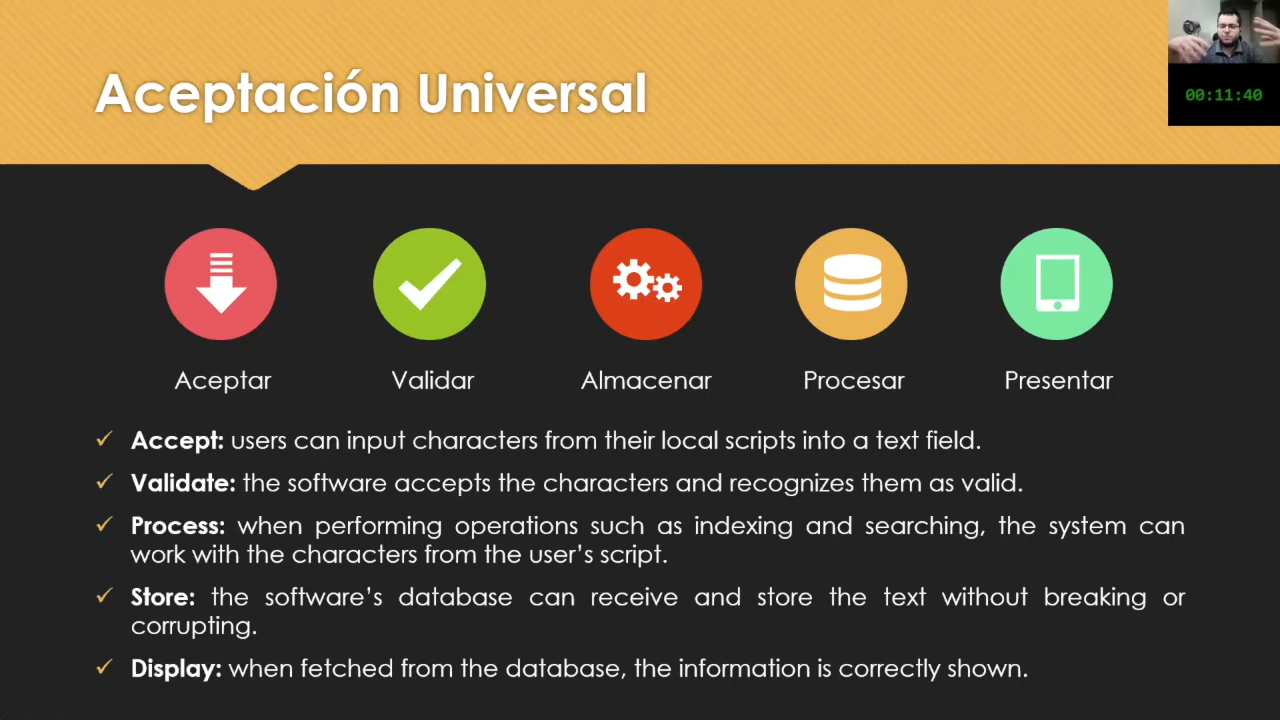 Aceptación Universal
00:11:40
Aceptar
Validar
Almacenar
Procesar
Presentar
Accept: users can input characters from their local scripts into a text field.
Validate: the software accepts the characters and recognizes them as valid.
Process: when performing operations such as indexing and searching, the system can
work with the characters from the user’s script.
Store: the software’s database can receive and store the text without breaking or
corrupting.
Display: when fetched from the database, the information is correctly shown.